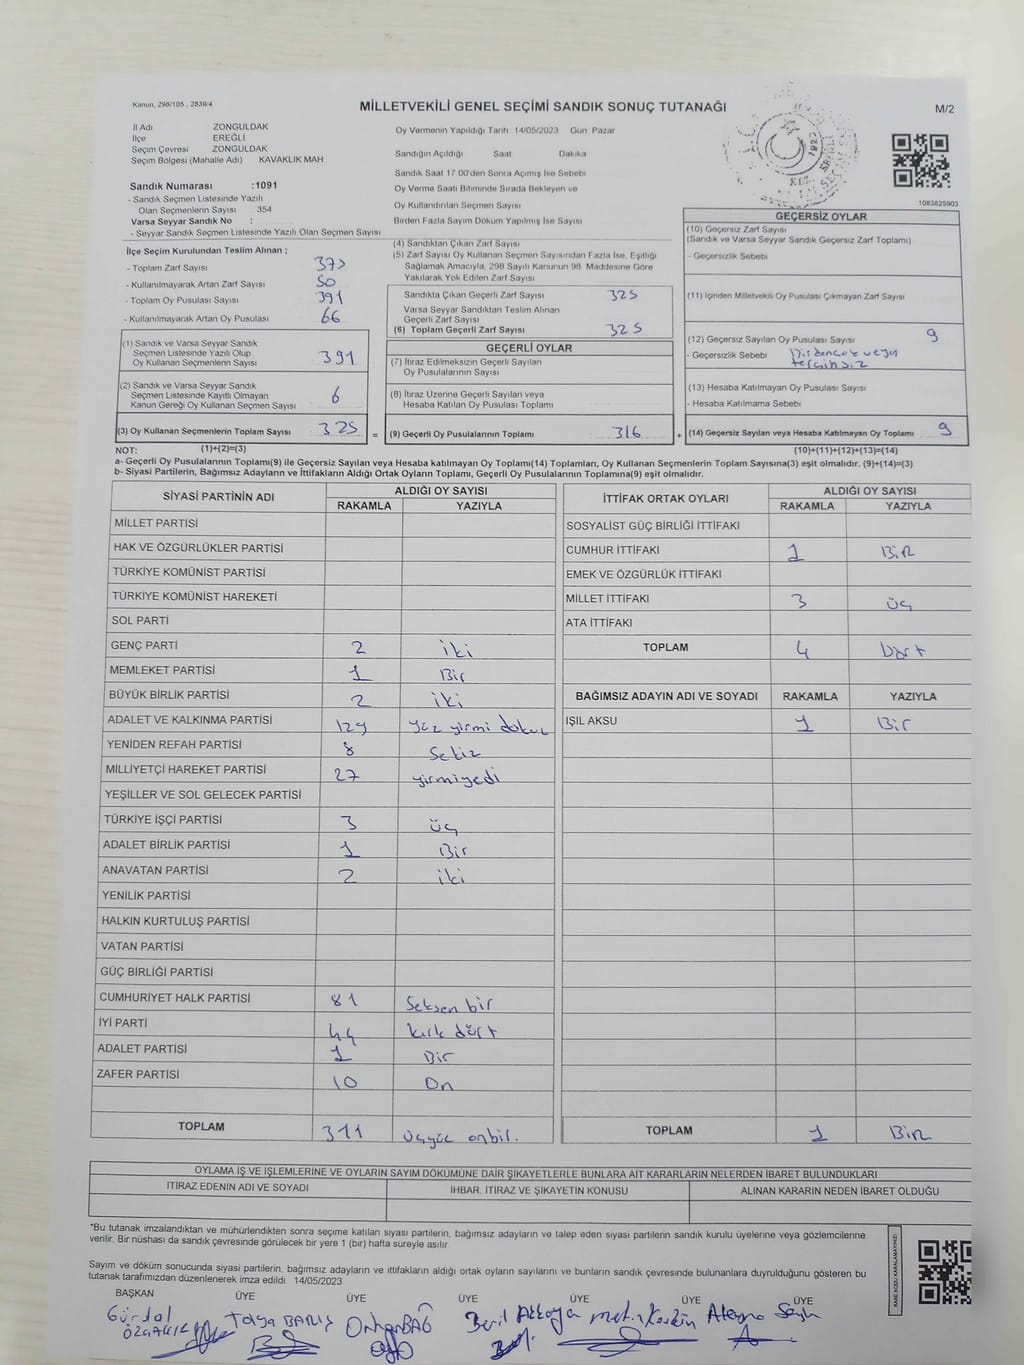 Kanun, 298/105 , 2839/4
MİLLETVEKİLİ GENEL SEÇİMİ SANDIK SONUÇ TUTANAĞI
M/2
İl Adı ZONGULDAK
İlçe EREĞLİ
Seçim Çevresi ZONGULDAK
Seçim Bölgesi (Mahalle Adı) KAVAKLIK MAH
Sandık Numarası :1091
- Sandık Seçmen Listesinde Yazılı
Olan Seçmenlerin Sayısı 354
Varsa Seyyar Sandık No :
- Seyyar Sandık Seçmen Listesinde Yazılı Olan Seçmen Sayısı
Oy Vermenin Yapıldığı Tarih 14/05/2023 Gün Pazar
Sandığın Açıldığı Saat Dakika
Sandık Saat 17 00'den Sonra Açımış İse Sebebi
Oy Verme Saati Bitiminde Sırada Bekleyen ve
Oy Kullandırılan Seçmen Sayısı
Birden Fazla Sayım Döküm Yapılmış İse Sayısı
1083825903
İlçe Seçim Kurulundan Teslim Alınan ;
- Toplam Zarf Sayısı
- Kullanılmayarak Artan Zarf Sayısı 50
- Toplam Oy Pusulası Sayısı 391
- Kullanılmayarak Artan Oy Pusulası 66
(1) Sandık ve Varsa Seyyar Sandık
Seçmen Listesinde Yazılı Olup
Oy Kullanan Seçmenlerin Sayısı 391
(2) Sandık ve Varsa Seyyar Sandık
Seçmen Listesinde Kayıtlı Olmayan
Kanun Gereği Oy Kullanan Seçmen Sayısı 6
(3) Oy Kullanan Seçmenlerin Toplam Sayısı 325 =
(4) Sandıktan Çıkan Zarf Sayısı
(5) Zarf Sayısı Oy Kullanan Seçmen Sayısından Fazla İse, Eşitliği
Sağlamak Amacıyla, 298 Sayılı Kanunun 98 Maddesine Göre
Yakılarak Yok Edilen Zarf Sayısı
Sandıkta Çıkan Geçerli Zarf Sayısı 325
Varsa Seyyar Sandıktan Teslim Alınan
Geçerli Zarf Sayısı
(6) Toplam Geçerli Zarf Sayısı 325
GEÇERLİ OYLAR
(7) İtiraz Edilmeksizin Geçerli Sayılan
Oy Pusulalarının Sayısı
(8) İtiraz Üzerine Geçerli Sayılan veya
Hesaba Katılan Oy Pusulası Toplamı
(9) Geçerli Oy Pusulalarının Toplamı 316 +
GEÇERSİZ OYLAR
(10) Geçersiz Zarf Sayısı
(Sandık ve Varsa Seyyar Sandık Geçersiz Zarf Toplamı)
- Geçersizlik Sebebi
(11) İçinden Milletvekili Oy Pusulası Çıkmayan Zarf Sayısı
(12) Geçersiz Sayılan Oy Pusulası Sayısı 9
- Geçersizlik Sebebi Birdencok veya
tercihsiz
(13) Hesaba Katılmayan Oy Pusulası Sayısı
- Hesaba Katılmama Sebebi
(14) Geçersiz Sayılan veya Hesaba Katılmayan Oy Toplamı 9
NOT: (1)+(2)=(3) (10)+(11)+(12)+(13)=(14)
a- Geçerli Oy Pusulalarının Toplamı(9) ile Geçersiz Sayılan veya Hesaba katılmayan Oy Toplamı(14) Toplamları, Oy Kullanan Seçmenlerin Toplam Sayısına(3) eşit olmalıdır. (9)+(14)=(3)
b- Siyasi Partilerin, Bağımsız Adayların ve İttifakların Aldığı Ortak Oyların Toplamı, Geçerli Oy Pusulalarının Toplamına(9) eşit olmalıdır.
SİYASİ PARTİNİN ADI ALDIĞI OY SAYISI
RAKAMLA YAZIYLA
MİLLET PARTİSİ
HAK VE ÖZGÜRLÜKLER PARTİSİ
TÜRKİYE KOMÜNİST PARTİSİ
TÜRKİYE KOMÜNİST HAREKETİ
SOL PARTİ
GENÇ PARTİ 2 iki
MEMLEKET PARTİSİ 1 Bir
BÜYÜK BİRLİK PARTİSİ 2 iki
ADALET VE KALKINMA PARTİSİ 129 yüz yirmi dokuz
YENİDEN REFAH PARTİSİ 8 Sekiz
MİLLİYETÇİ HAREKET PARTİSİ 27 yirmiyedi
YEŞİLLER VE SOL GELECEK PARTİSİ
TÜRKİYE İŞÇİ PARTİSİ 3 üç
ADALET BİRLİK PARTİSİ 1 Bir
ANAVATAN PARTİSİ 2 iki
YENİLİK PARTİSİ
HALKIN KURTULUŞ PARTİSİ
VATAN PARTİSİ
GÜÇ BİRLİĞİ PARTİSİ
CUMHURİYET HALK PARTİSİ 81 Seksen bir
İYİ PARTİ 44 kırk dört
ADALET PARTİSİ 1 Bir
ZAFER PARTİSİ 10 On
TOPLAM 311 üçyüz onbir.
İTTİFAK ORTAK OYLARI ALDIĞI OY SAYISI
RAKAMLA YAZIYLA
SOSYALİST GÜÇ BİRLİĞİ İTTİFAKI
CUMHUR İTTİFAKI 1 BİR
EMEK VE ÖZGÜRLÜK İTTİFAKI
MİLLET İTTİFAKI 3 üç
ATA İTTİFAKI
TOPLAM 4 Dört
BAĞIMSIZ ADAYIN ADI VE SOYADI RAKAMLA YAZIYLA
IŞIL AKSU 1 Bir
TOPLAM 1 BİR
OYLAMA İŞ VE İŞLEMLERİNE VE OYLARIN SAYIM DÖKÜMÜNE DAİR ŞİKAYETLERLE BUNLARA AİT KARARLARIN NELERDEN İBARET BULUNDUKLARI
İTİRAZ EDENİN ADI VE SOYADI İHBAR, İTİRAZ VE ŞİKAYETİN KONUSU ALINAN KARARIN NEDEN İBARET OLDUĞU
*Bu tutanak imzalandıktan ve mühürlendikten sonra seçime katılan siyasi partilerin, bağımsız adayların ve talep eden siyasi partilerin sandık kurulu üyelerine veya gözlemcilerine
verilir. Bir nüshası da sandık çevresinde görülecek bir yere 1 (bir) hafta süreyle asılır
Sayım ve döküm sonucunda siyasi partilerin, bağımsız adayların ve ittifakların aldığı ortak oyların sayılarını ve bunların sandık çevresinde bulunanlara duyrulduğunu gösteren bu
tutanak tarafımızdan düzenlenerek imza edildi. 14/05/2023
BAŞKAN ÜYE ÜYE ÜYE ÜYE ÜYE
Gürdal Tolga BARIŞ Orhan BAĞ Beril Akkaya Metin Keskin